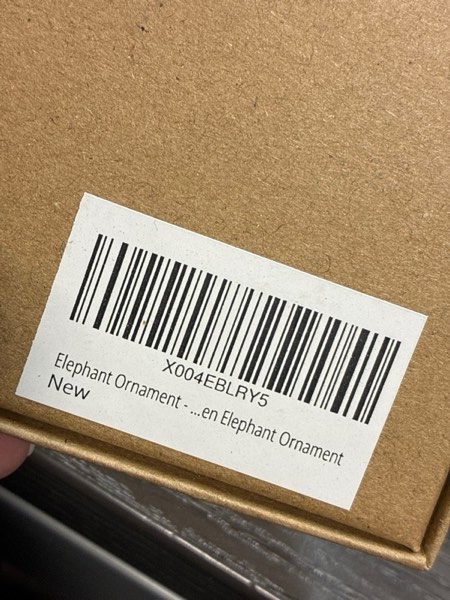 X004EBLRY5
Elephant Ornament - ...en Elephant Ornament
New